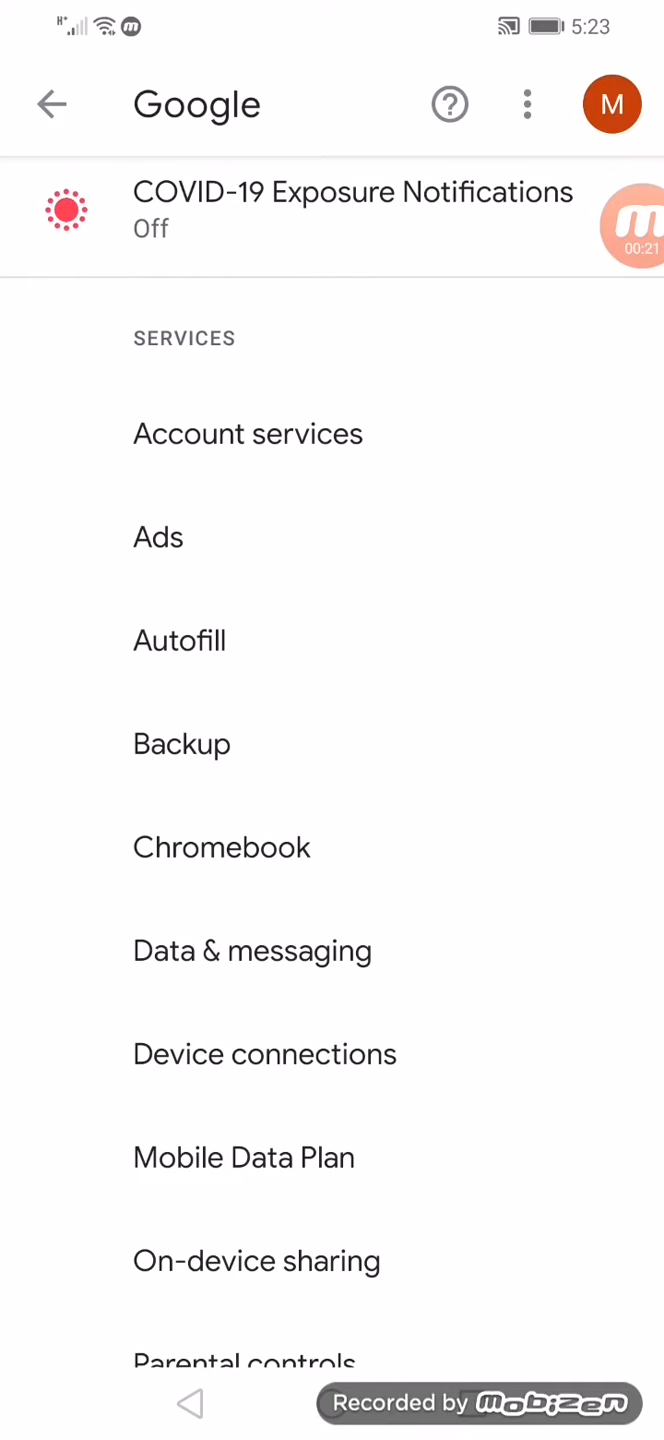 H+ m 5:23
Google M
COVID-19 Exposure Notifications
Off
m
00:21
SERVICES
Account services
Ads
Autofill
Backup
Chromebook
Data & messaging
Device connections
Mobile Data Plan
On-device sharing
Parental controls
Recorded by mobizen